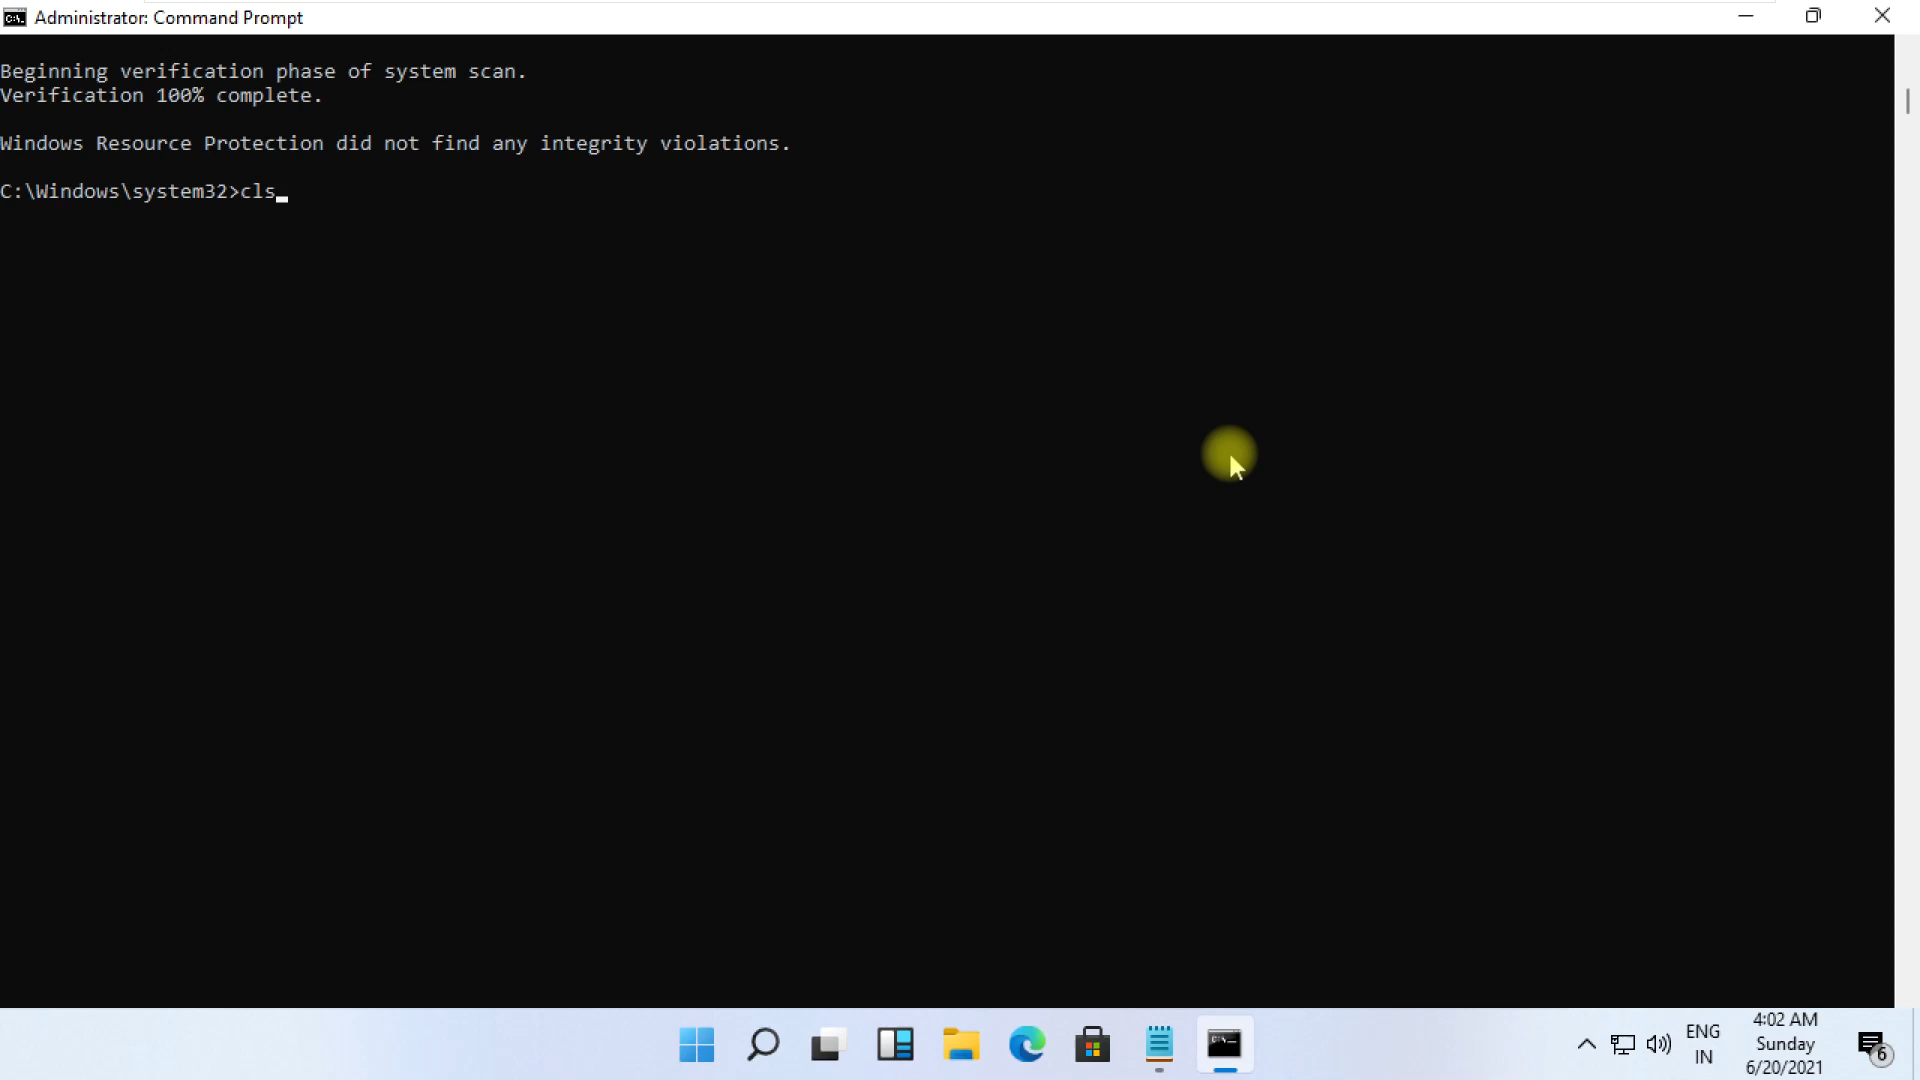 Administrator: Command Prompt
Beginning verification phase of system scan.
Verification 100% complete.
Windows Resource Protection did not find any integrity violations.
C:\Windows\system32>cls
ENG
IN
4:02 AM
Sunday
6/20/2021
6